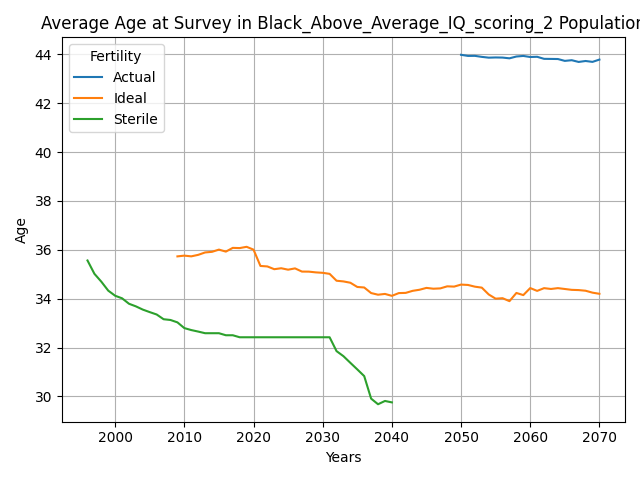 Average Age at Survey in Black_Above_Average_IQ_scoring_2 Population
Fertility
Actual
Ideal
Sterile
Age
44
42
40
38
36
34
32
30
2000 2010 2020 2030 2040 2050 2060 2070
Years